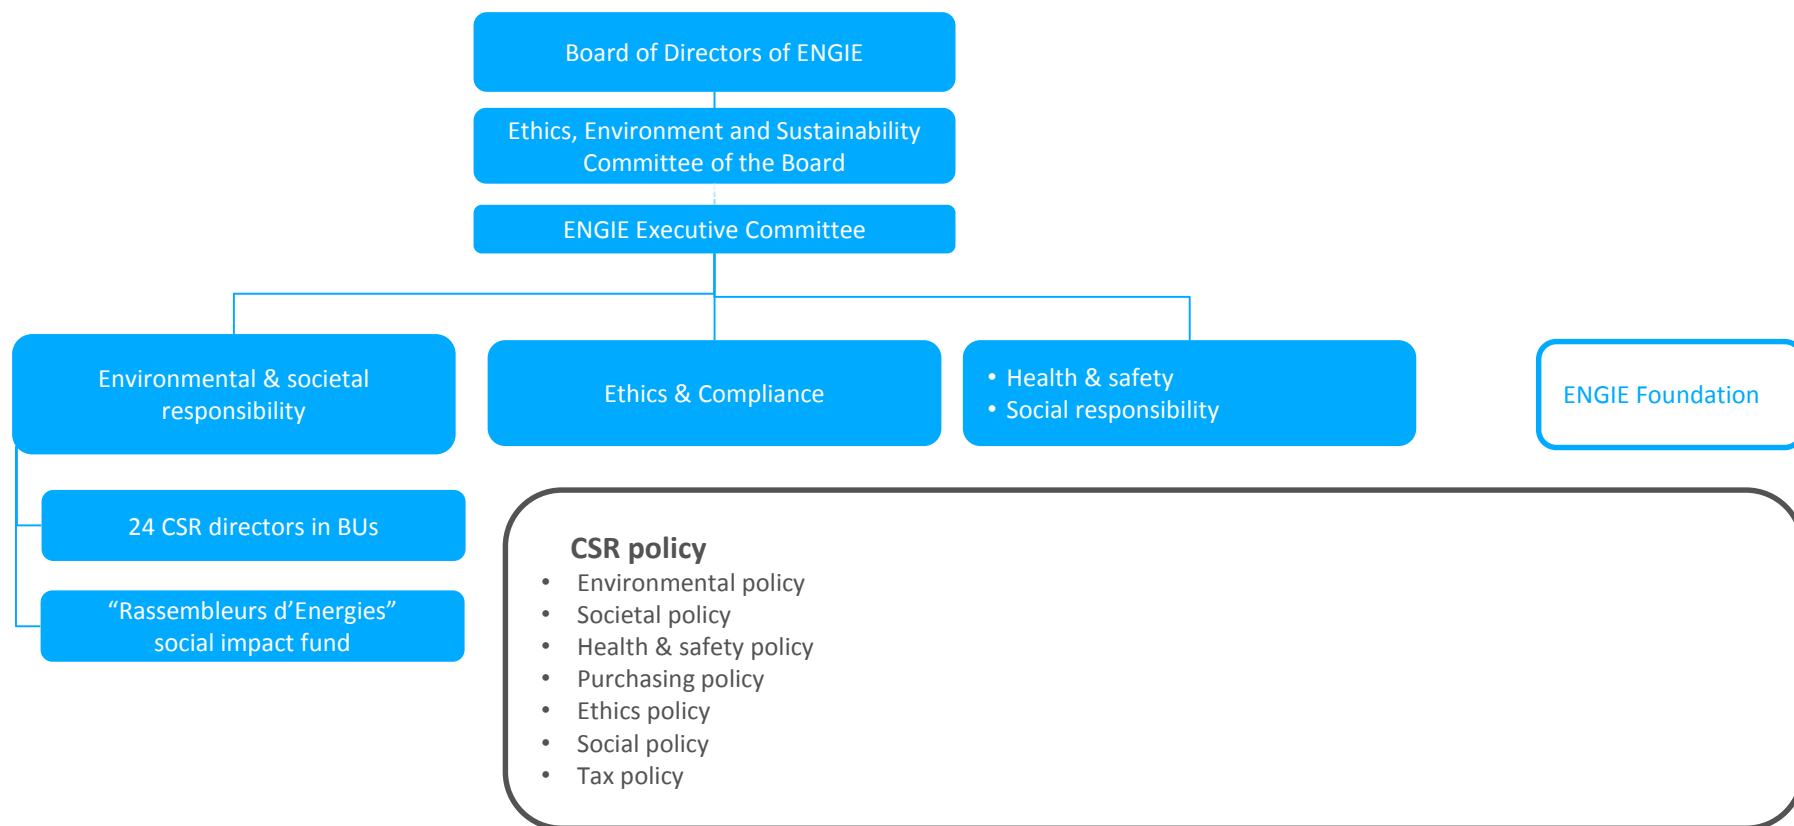 Board of Directors of ENGIE
Ethics, Environment and Sustainability
Committee of the Board
ENGIE Executive Committee
Environmental & societal
responsibility
Ethics & Compliance
• Health & safety
• Social responsibility
ENGIE Foundation
24 CSR directors in BUs
“Rassembleurs d’Energies”
social impact fund
CSR policy
• Environmental policy
• Societal policy
• Health & safety policy
• Purchasing policy
• Ethics policy
• Social policy
• Tax policy